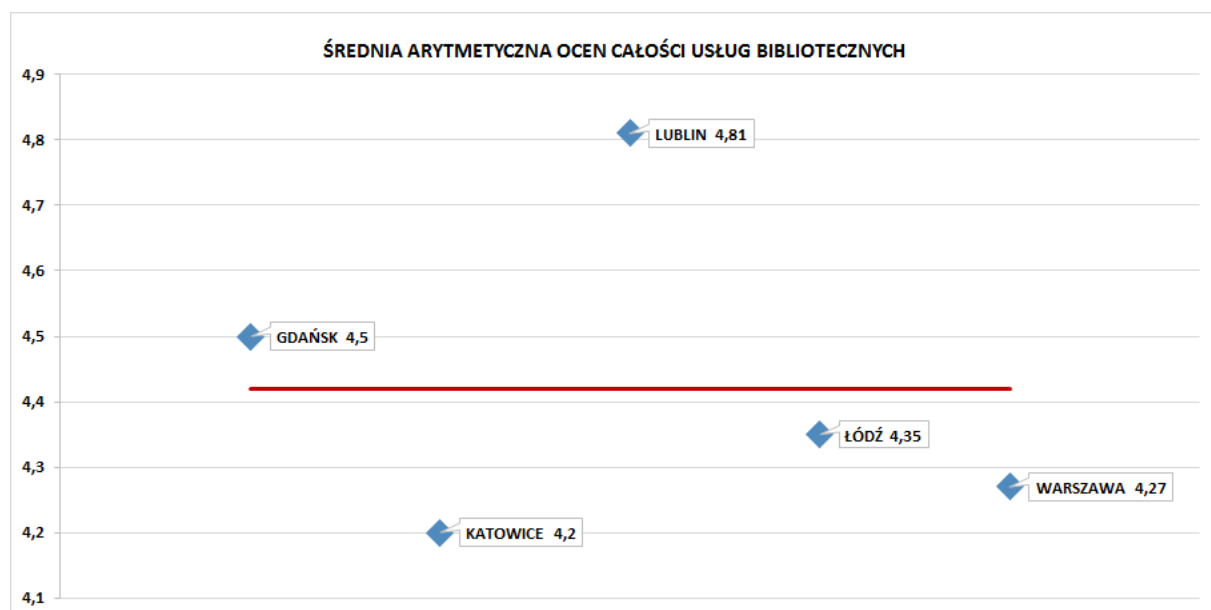 ŚREDNIA ARYTMETYCZNA OCEN CAŁOŚCI USŁUG BIBLIOTECZNYCH
4,9
4,8
LUBLIN 4,81
4,7
4,6
4,5
GDAŃSK 4,5
4,4
ŁÓDŹ 4,35
4,3
WARSZAWA 4,27
4,2
KATOWICE 4,2
4,1